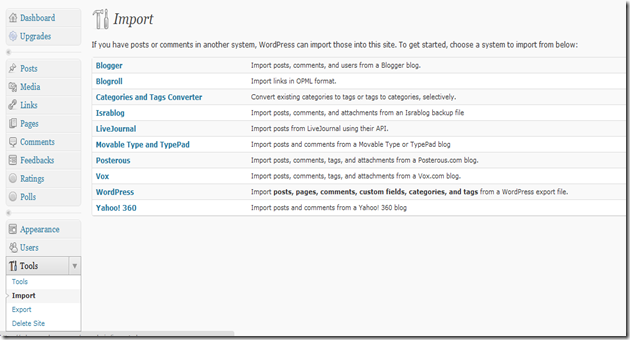 Dashboard
Upgrades
Posts
Media
Links
Pages
Comments
Feedbacks
Ratings
Polls
Appearance
Users
Tools
Tools
Import
Export
Delete Site
Import
If you have posts or comments in another system, WordPress can import those into this site. To get started, choose a system to import from below:
Blogger Import posts, comments, and users from a Blogger blog.
Blogroll Import links in OPML format.
Categories and Tags Converter Convert existing categories to tags or tags to categories, selectively.
Israblog Import posts, comments, and attachments from an Israblog backup file
LiveJournal Import posts from LiveJournal using their API.
Movable Type and TypePad Import posts and comments from a Movable Type or TypePad blog
Posterous Import posts, comments, tags, and attachments from a Posterous.com blog.
Vox Import posts, comments, tags, and attachments from a Vox.com blog.
WordPress Import posts, pages, comments, custom fields, categories, and tags from a WordPress export file.
Yahoo! 360 Import posts and comments from a Yahoo! 360 blog